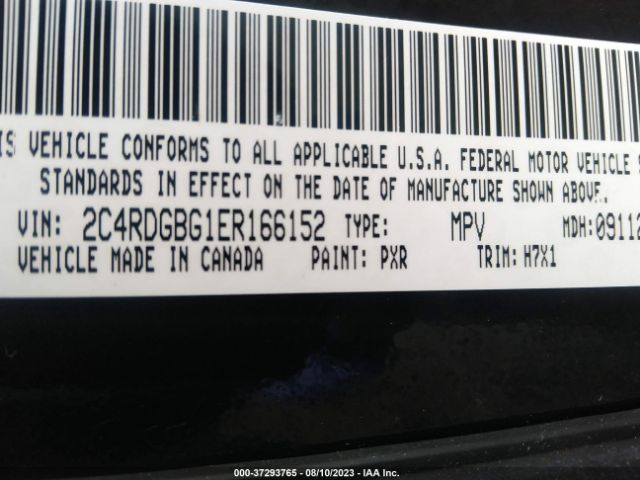 IS VEHICLE CONFORMS TO ALL APPLICABLE U.S.A. FEDERAL MOTOR VEHICLE S
STANDARDS IN EFFECT ON THE DATE OF MANUFACTURE SHOWN ABOVE.
VIN: 2C4RDGBG1ER166152 TYPE: MPV MDH:09112
VEHICLE MADE IN CANADA PAINT: PXR TRIM: H7X1
000-37293765 - 08/10/2023 - IAA Inc.